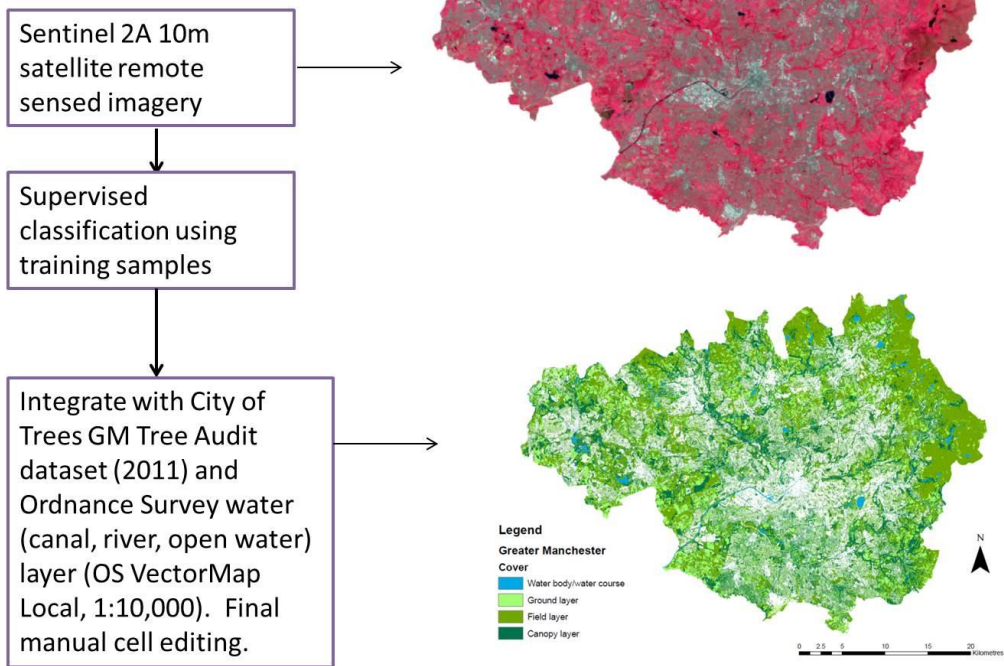 Sentinel 2A 10m
satellite remote
sensed imagery
Supervised
classification using
training samples
Integrate with City of
Trees GM Tree Audit
dataset (2011) and
Ordnance Survey water
(canal, river, open water)
layer (OS VectorMap
Local, 1:10,000).  Final
manual cell editing.
Legend
Greater Manchester
Cover
Water body/water course
Ground layer
Field layer
Canopy layer
N
0 2.5 5 10 15 20
Kilometres